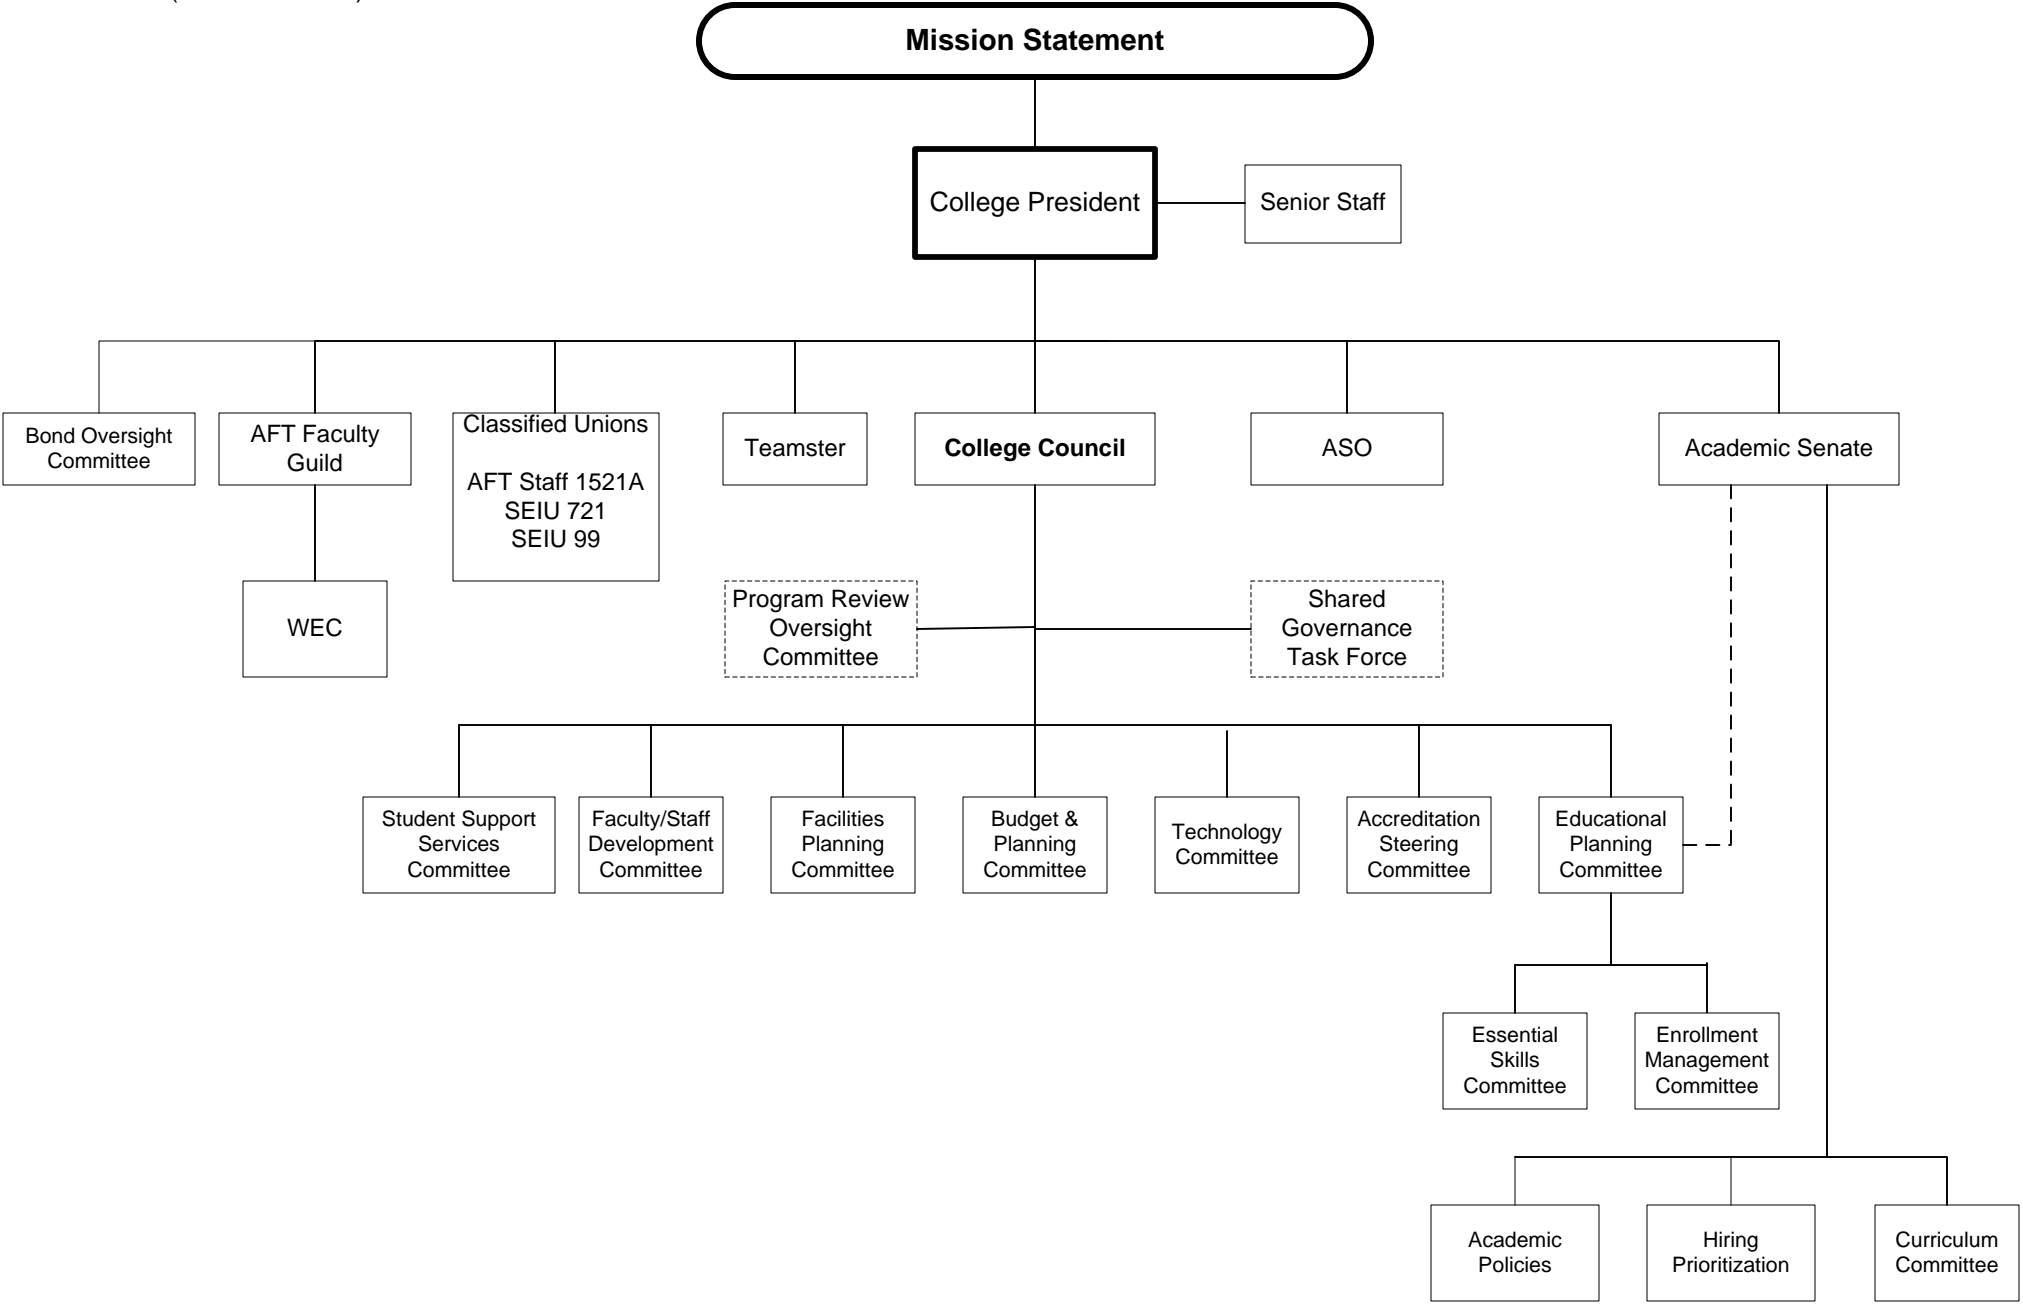 Mission Statement
College President
Senior Staff
Bond Oversight
Committee
AFT Faculty
Guild
Classified Unions
AFT Staff 1521A
SEIU 721
SEIU 99
Teamster
College Council
ASO
Academic Senate
WEC
Program Review
Oversight
Committee
Shared
Governance
Task Force
Student Support
Services
Committee
Faculty/Staff
Development
Committee
Facilities
Planning
Committee
Budget &
Planning
Committee
Technology
Committee
Accreditation
Steering
Committee
Educational
Planning
Committee
Essential
Skills
Committee
Enrollment
Management
Committee
Academic
Policies
Hiring
Prioritization
Curriculum
Committee